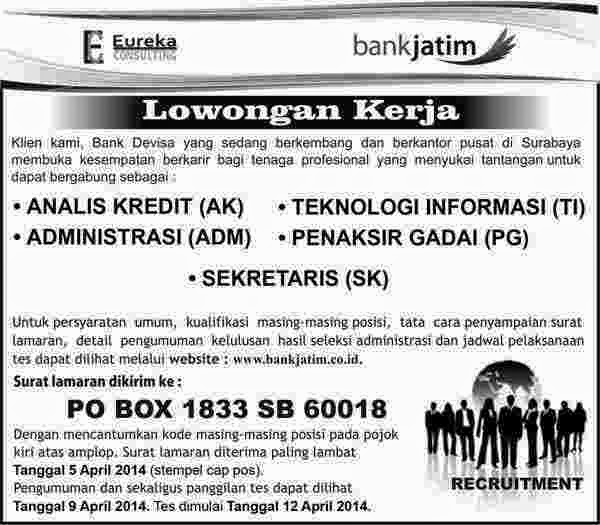 Eureka
CONSULTING
bankjatim
Lowongan Kerja
Klien kami, Bank Devisa yang sedang berkembang dan berkantor pusat di Surabaya
membuka kesempatan berkarir bagi tenaga profesional yang menyukai tantangan untuk
dapat bergabung sebagai :
• ANALIS KREDIT (AK) • TEKNOLOGI INFORMASI (TI)
• ADMINISTRASI (ADM) • PENAKSIR GADAI (PG)
• SEKRETARIS (SK)
Untuk persyaratan umum, kualifikasi masing-masing posisi, tata cara penyampaian surat
lamaran, detail pengumuman kelulusan hasil seleksi administrasi dan jadwal pelaksanaan
tes dapat dilihat melalui website : www.bankjatim.co.id.
Surat lamaran dikirim ke :
PO BOX 1833 SB 60018
Dengan mencantumkan kode masing-masing posisi pada pojok
kiri atas amplop. Surat lamaran diterima paling lambat
Tanggal 5 April 2014 (stempel cap pos).
Pengumuman dan sekaligus panggilan tes dapat dilihat
Tanggal 9 April 2014. Tes dimulai Tanggal 12 April 2014.
RECRUITMENT